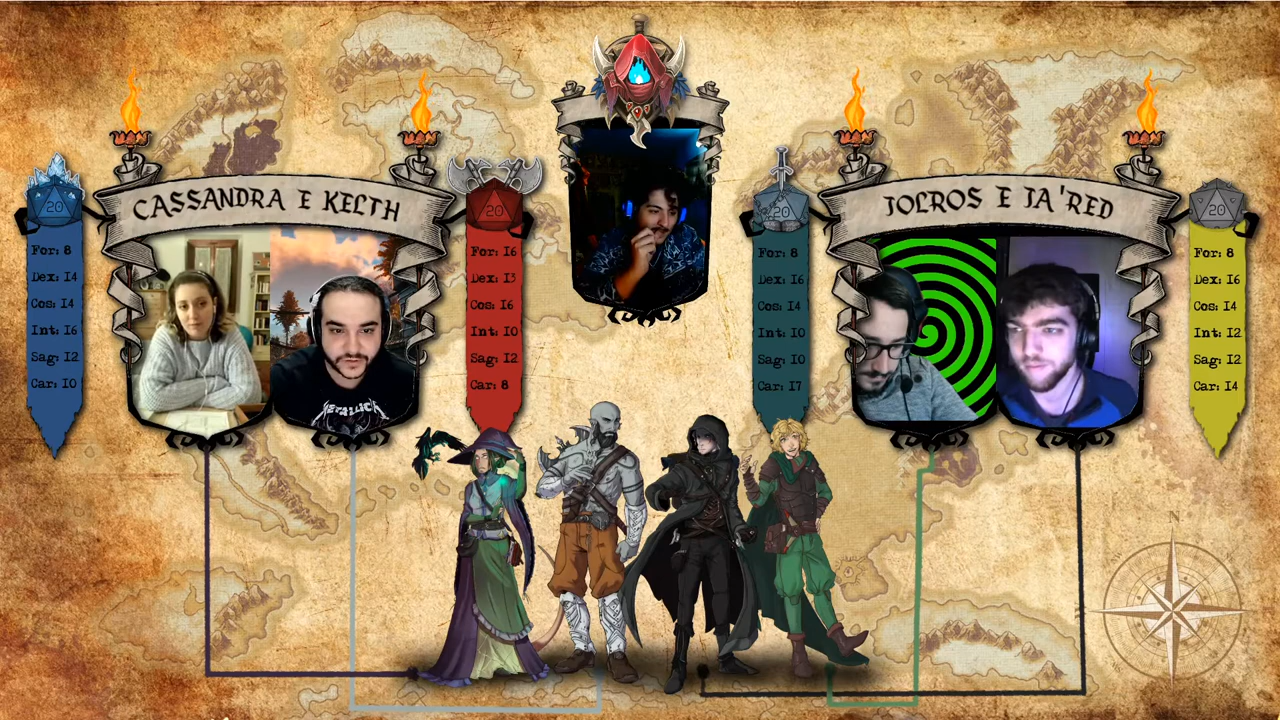 CASSANDRA E KELTH
JOLROS E JA'RED
20
For: 8
Dex: 14
Cos: 14
Int: 16
Sag: 12
Car: 10
20
For: 16
Dex: 13
Cos: 16
Int: 10
Sag: 12
Car: 8
20
For: 8
Dex: 16
Cos: 14
Int: 10
Sag: 10
Car: 17
20
For: 8
Dex: 16
Cos: 14
Int: 12
Sag: 12
Car: 14
METALLICA
N